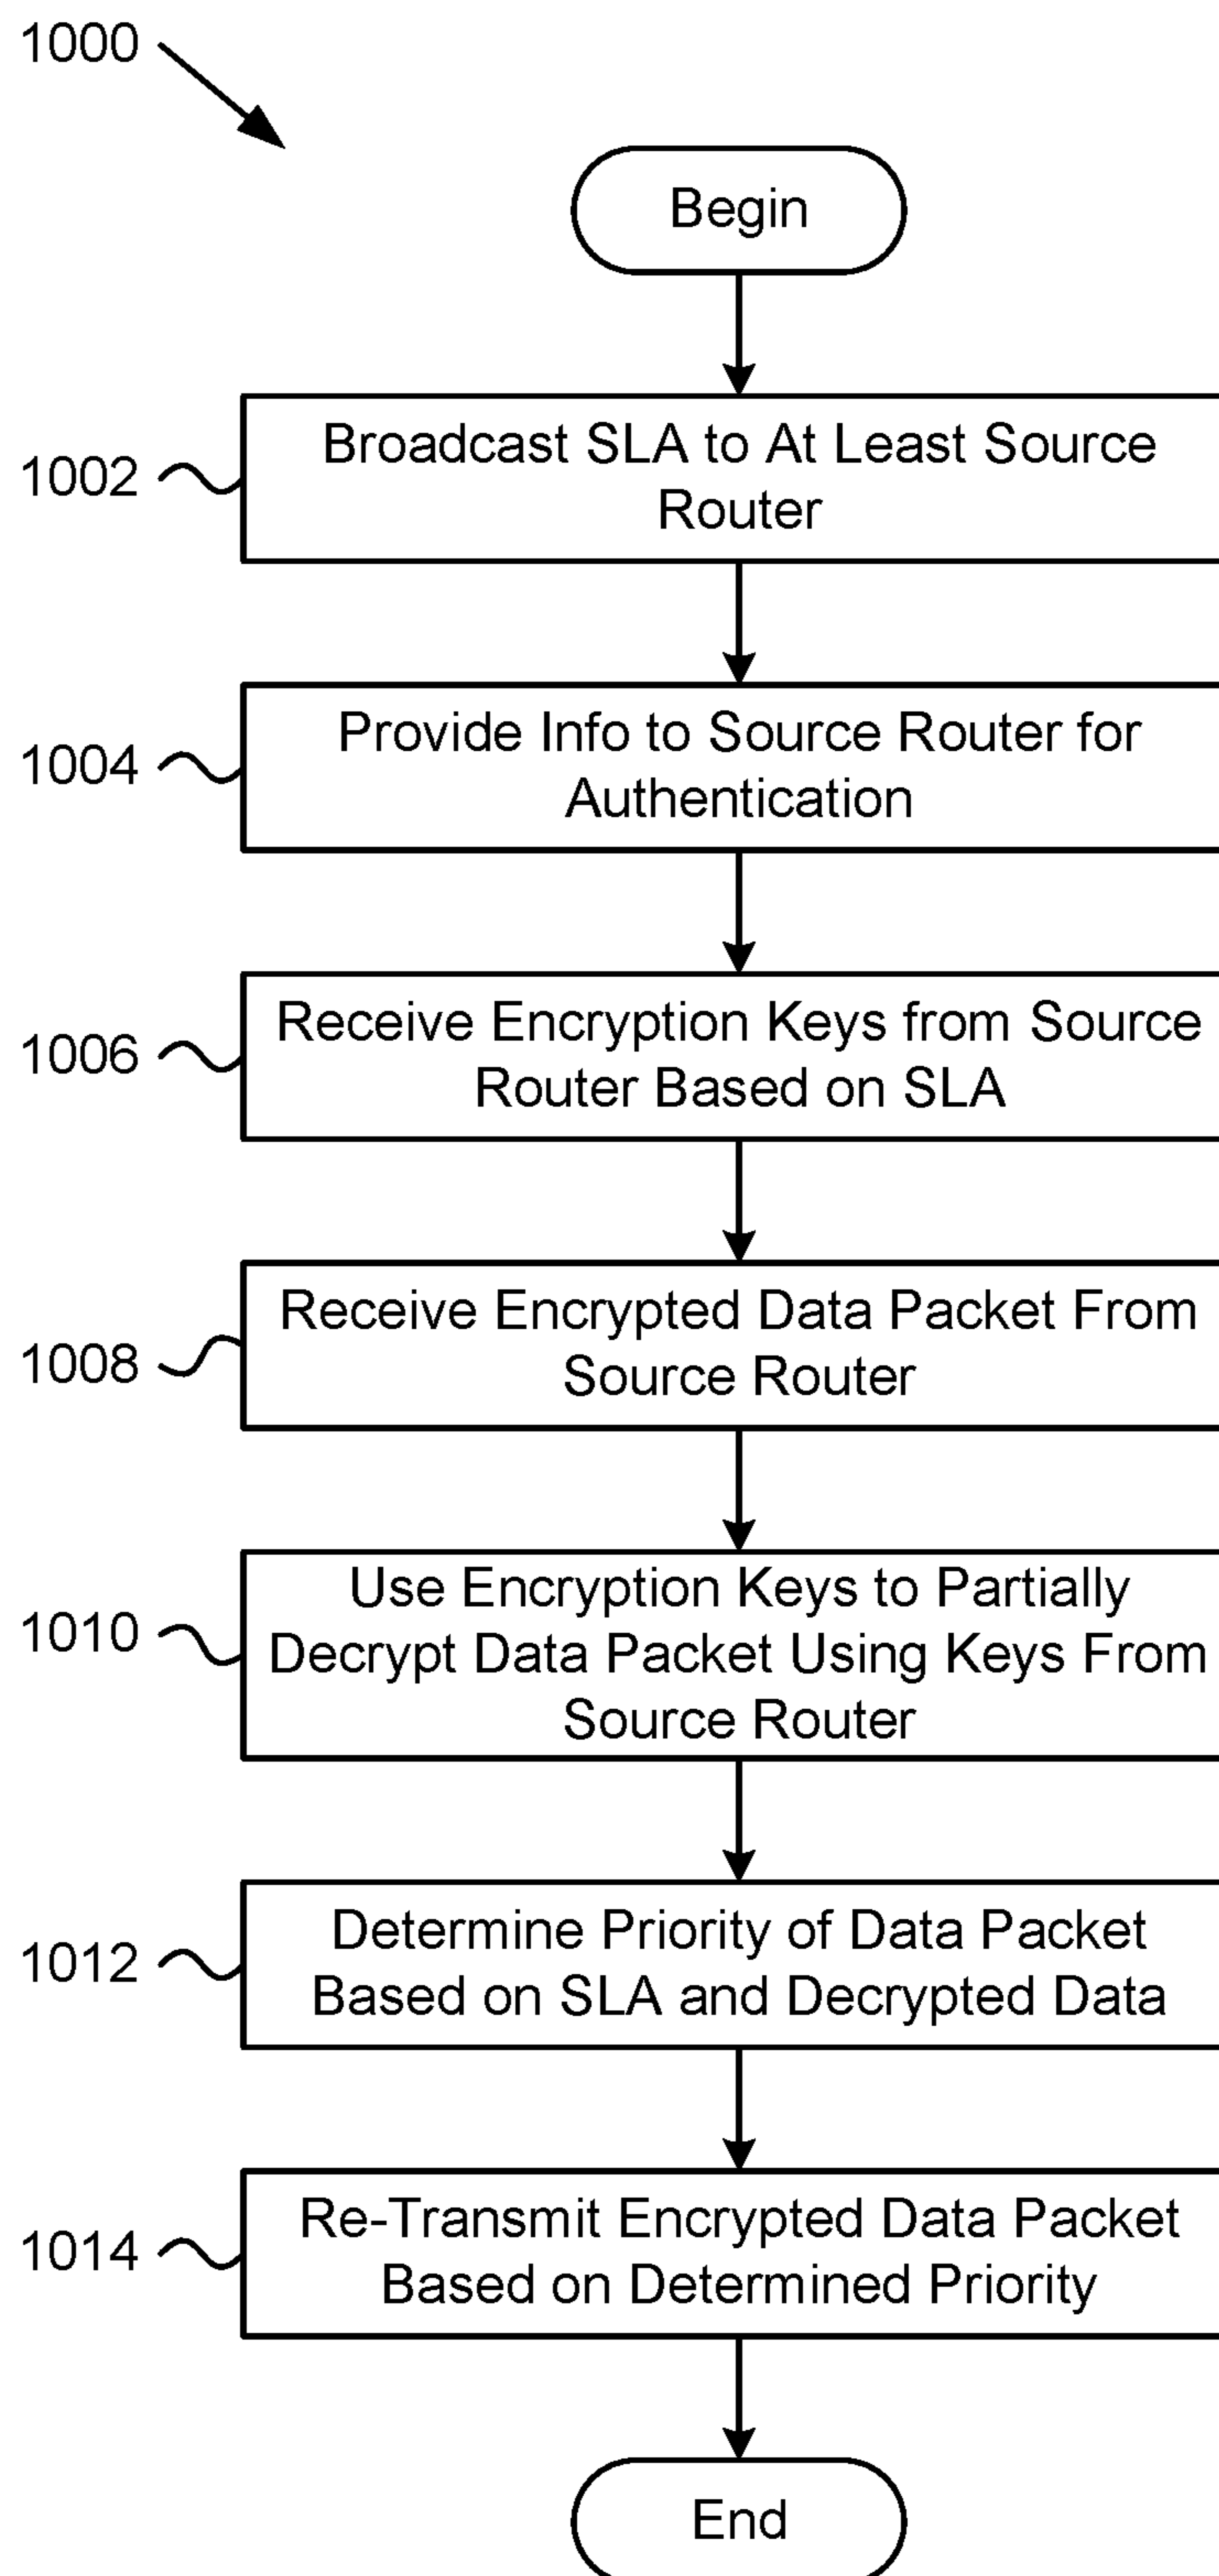 1000
Begin
1002
Broadcast SLA to At Least Source
Router
1004
Provide Info to Source Router for
Authentication
1006
Receive Encryption Keys from Source
Router Based on SLA
1008
Receive Encrypted Data Packet From
Source Router
1010
Use Encryption Keys to Partially
Decrypt Data Packet Using Keys From
Source Router
1012
Determine Priority of Data Packet
Based on SLA and Decrypted Data
1014
Re-Transmit Encrypted Data Packet
Based on Determined Priority
End